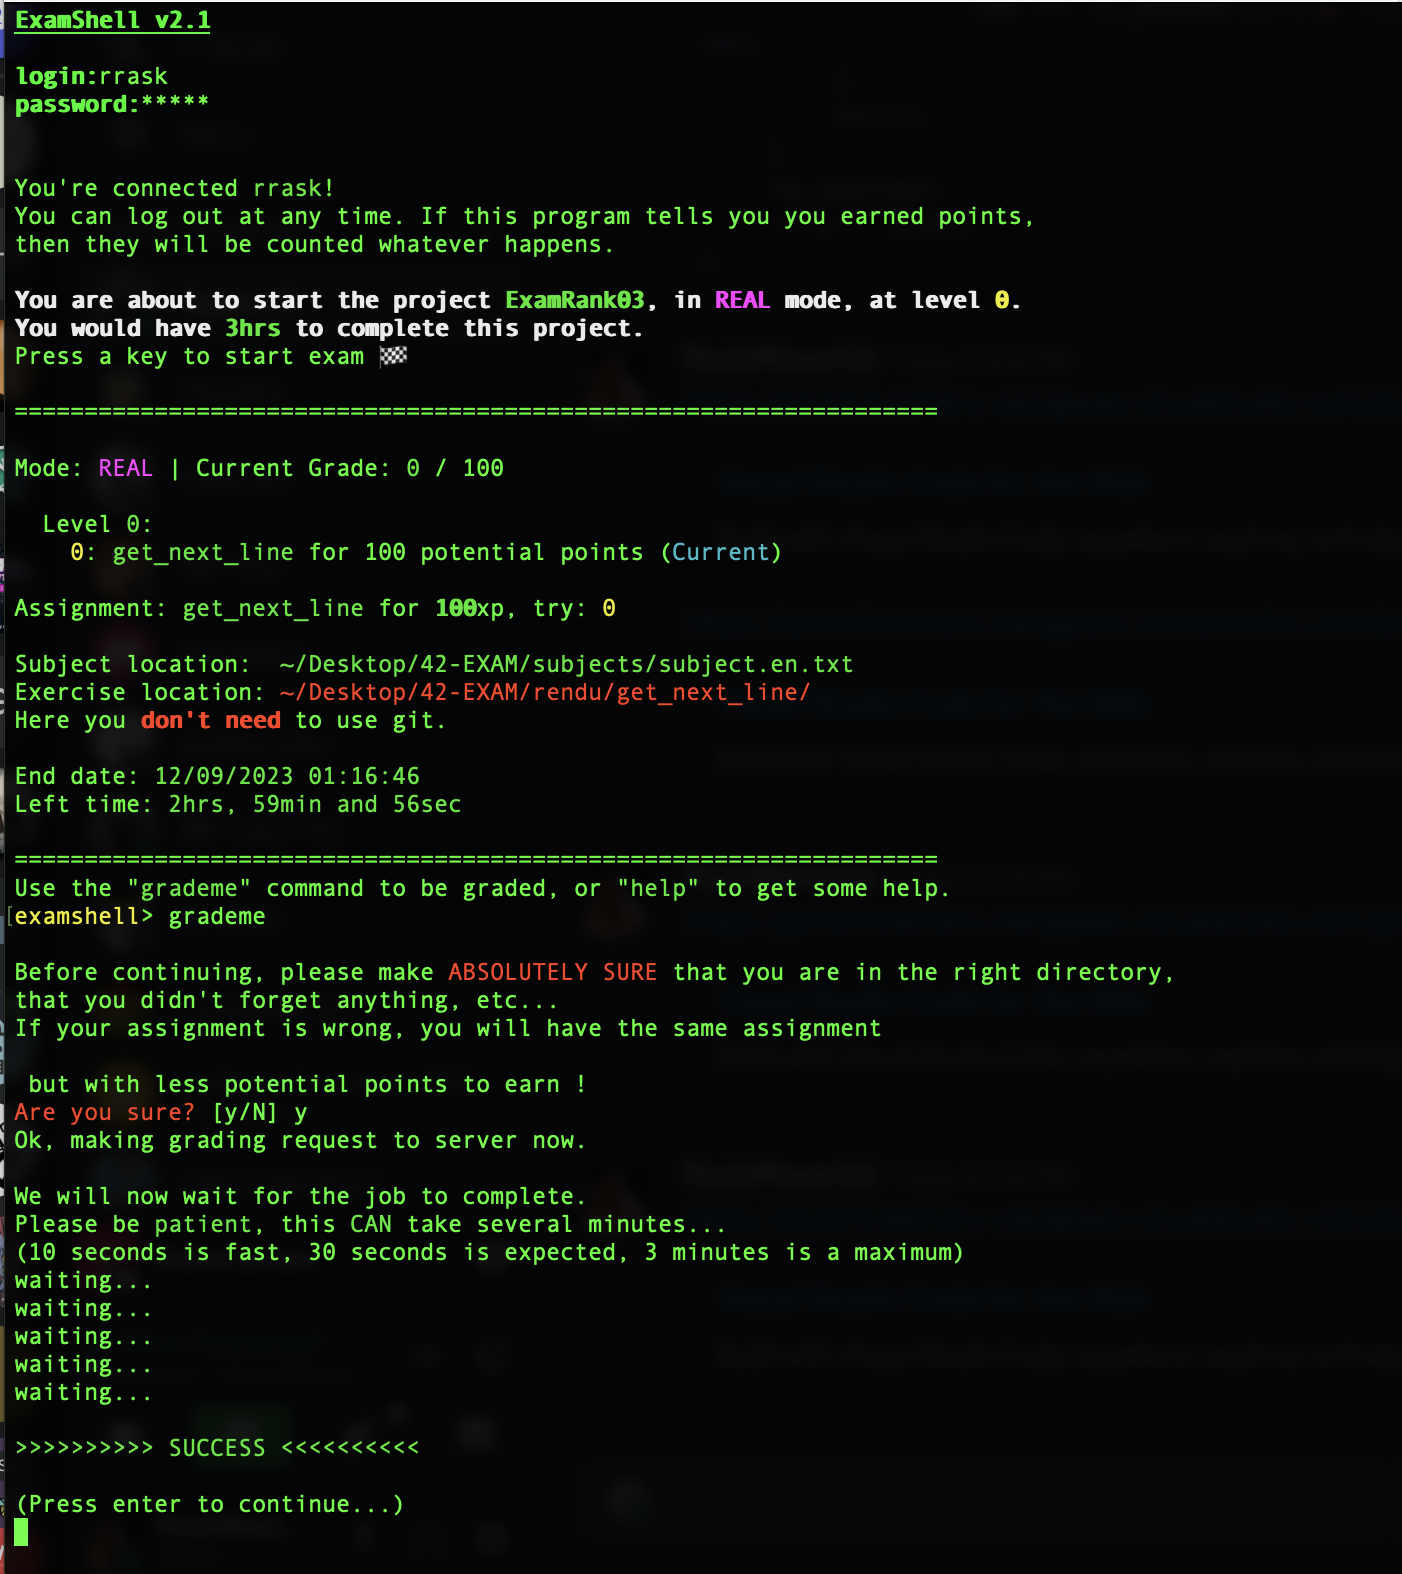 ExamShell v2.1
login:rrask
password:*****
You're connected rrask!
You can log out at any time. If this program tells you you earned points,
then they will be counted whatever happens.
You are about to start the project ExamRank03, in REAL mode, at level 0.
You would have 3hrs to complete this project.
Press a key to start exam 🏁
==================================================================
Mode: REAL | Current Grade: 0 / 100
Level 0:
0: get_next_line for 100 potential points (Current)
Assignment: get_next_line for 100xp, try: 0
Subject location:  ~/Desktop/42-EXAM/subjects/subject.en.txt
Exercise location: ~/Desktop/42-EXAM/rendu/get_next_line/
Here you don't need to use git.
End date: 12/09/2023 01:16:46
Left time: 2hrs, 59min and 56sec
==================================================================
Use the "grademe" command to be graded, or "help" to get some help.
[examshell> grademe
Before continuing, please make ABSOLUTELY SURE that you are in the right directory,
that you didn't forget anything, etc...
If your assignment is wrong, you will have the same assignment
but with less potential points to earn !
Are you sure? [y/N] y
Ok, making grading request to server now.
We will now wait for the job to complete.
Please be patient, this CAN take several minutes...
(10 seconds is fast, 30 seconds is expected, 3 minutes is a maximum)
waiting...
waiting...
waiting...
waiting...
waiting...
>>>>>>>>>> SUCCESS <<<<<<<<<<
(Press enter to continue...)